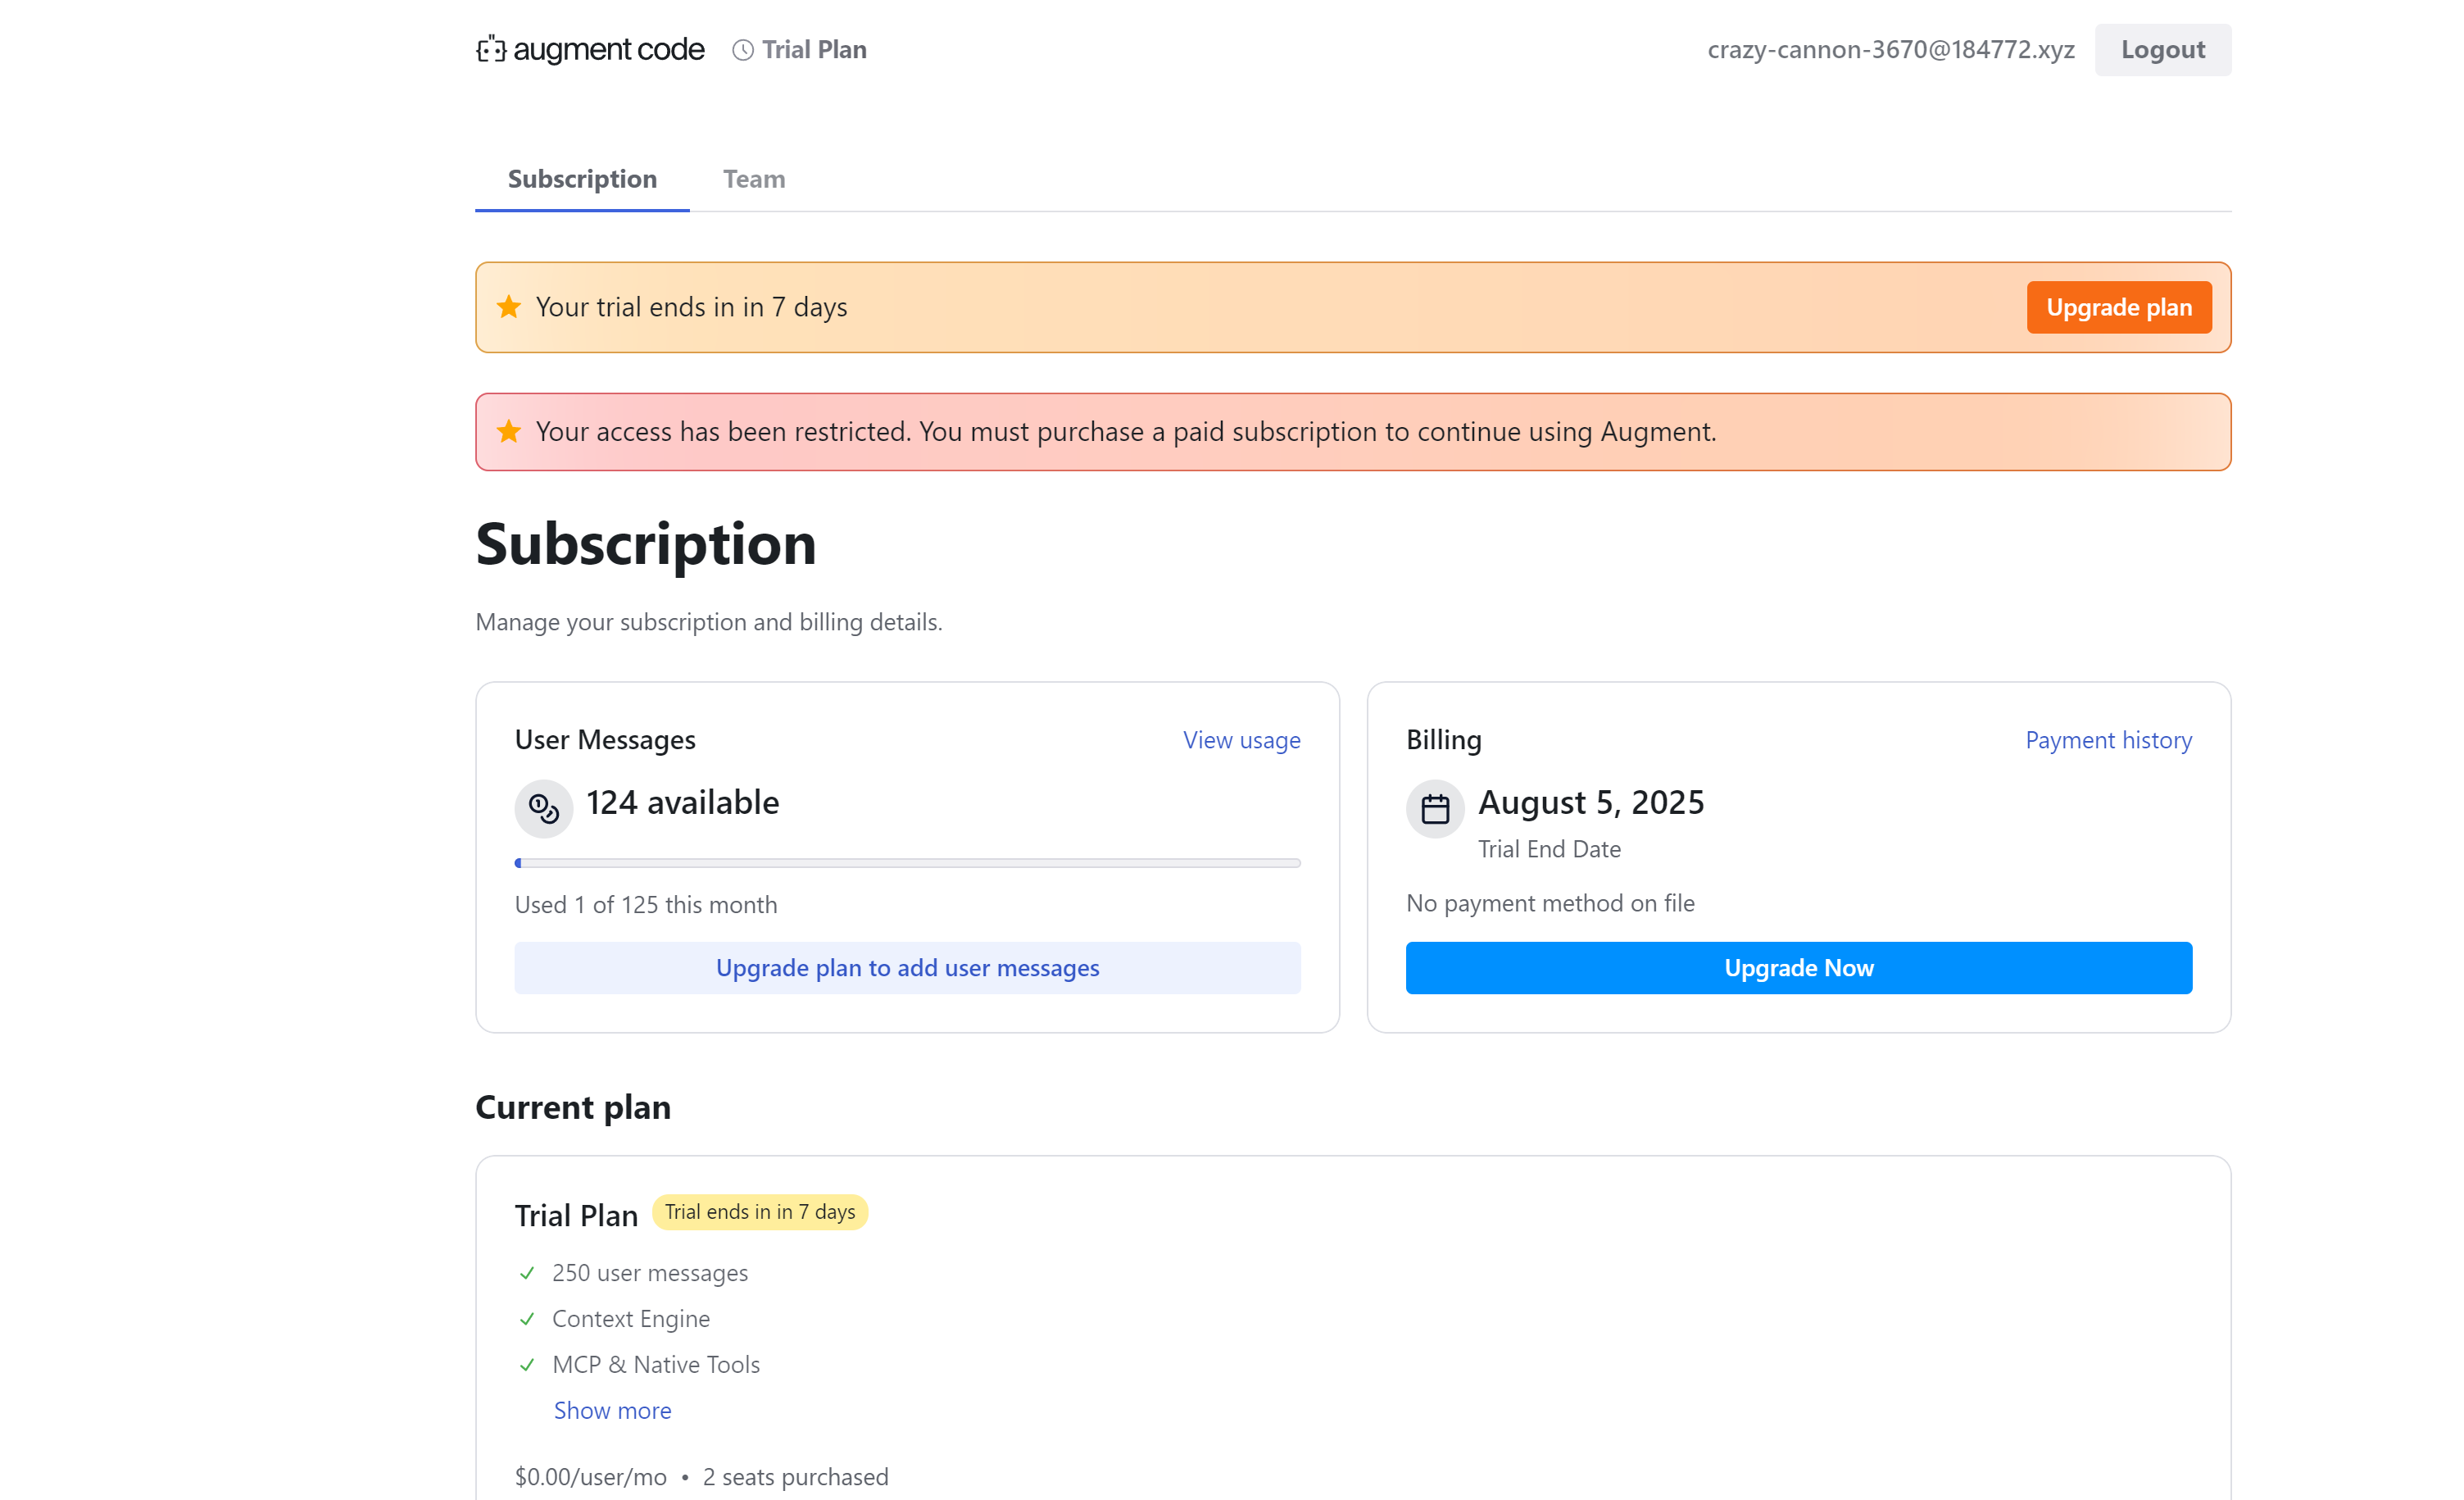 augment code Trial Plan crazy-cannon-3670@184772.xyz Logout
Subscription Team
Your trial ends in in 7 days Upgrade plan
Your access has been restricted. You must purchase a paid subscription to continue using Augment.
Subscription
Manage your subscription and billing details.
User Messages View usage
124 available
Used 1 of 125 this month
Upgrade plan to add user messages
Billing Payment history
August 5, 2025
Trial End Date
No payment method on file
Upgrade Now
Current plan
Trial Plan Trial ends in in 7 days
250 user messages
Context Engine
MCP & Native Tools
Show more
$0.00/user/mo • 2 seats purchased